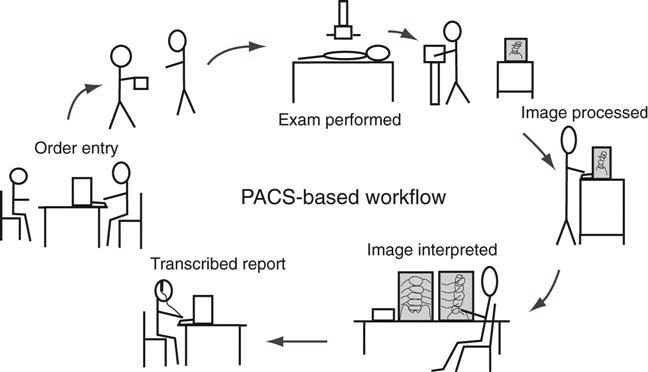 Exam performed
Image processed
Order entry
PACS-based workflow
Image interpreted
Transcribed report